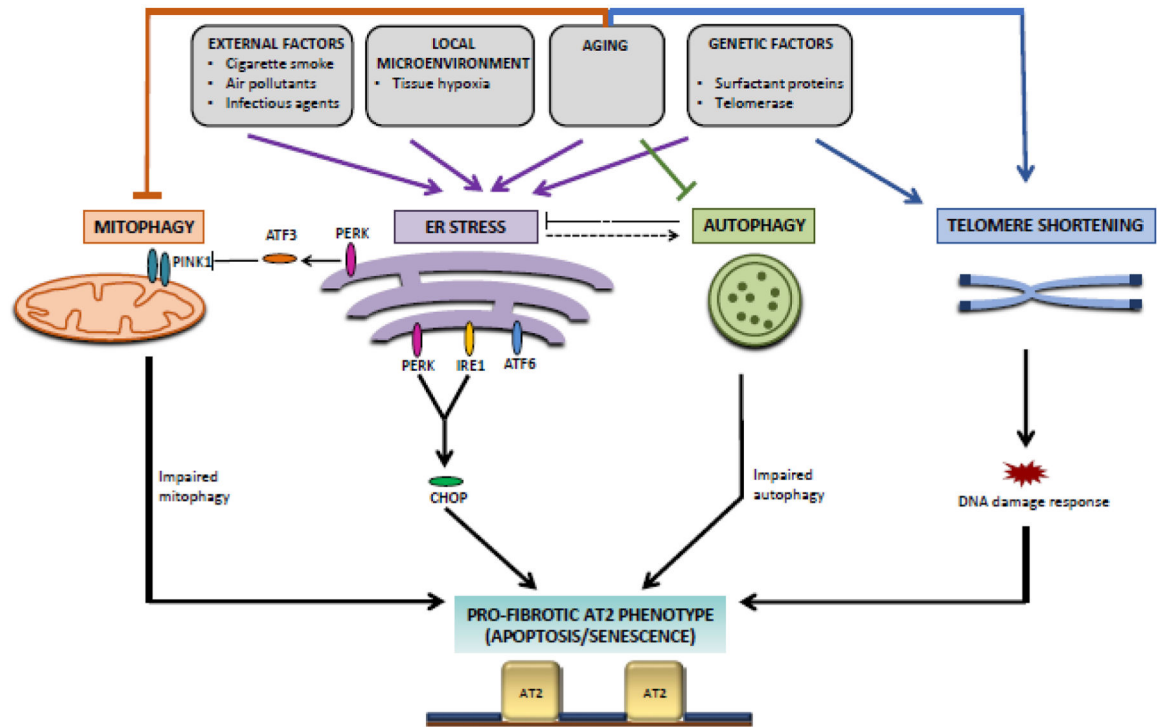 EXTERNAL FACTORS
• Cigarette smoke
• Air pollutants
• Infectious agents
LOCAL
MICROENVIRONMENT
• Tissue hypoxia
AGING
GENETIC FACTORS
• Surfactant proteins
• Telomerase
MITOPHAGY
ER STRESS
AUTOPHAGY
TELOMERE SHORTENING
PINK1
ATF3
PERK
PERK
IRE1
ATF6
CHOP
Impaired
mitophagy
Impaired
autophagy
DNA damage response
PRO-FIBROTIC AT2 PHENOTYPE
(APOPTOSIS/SENESCENCE)
AT2
AT2